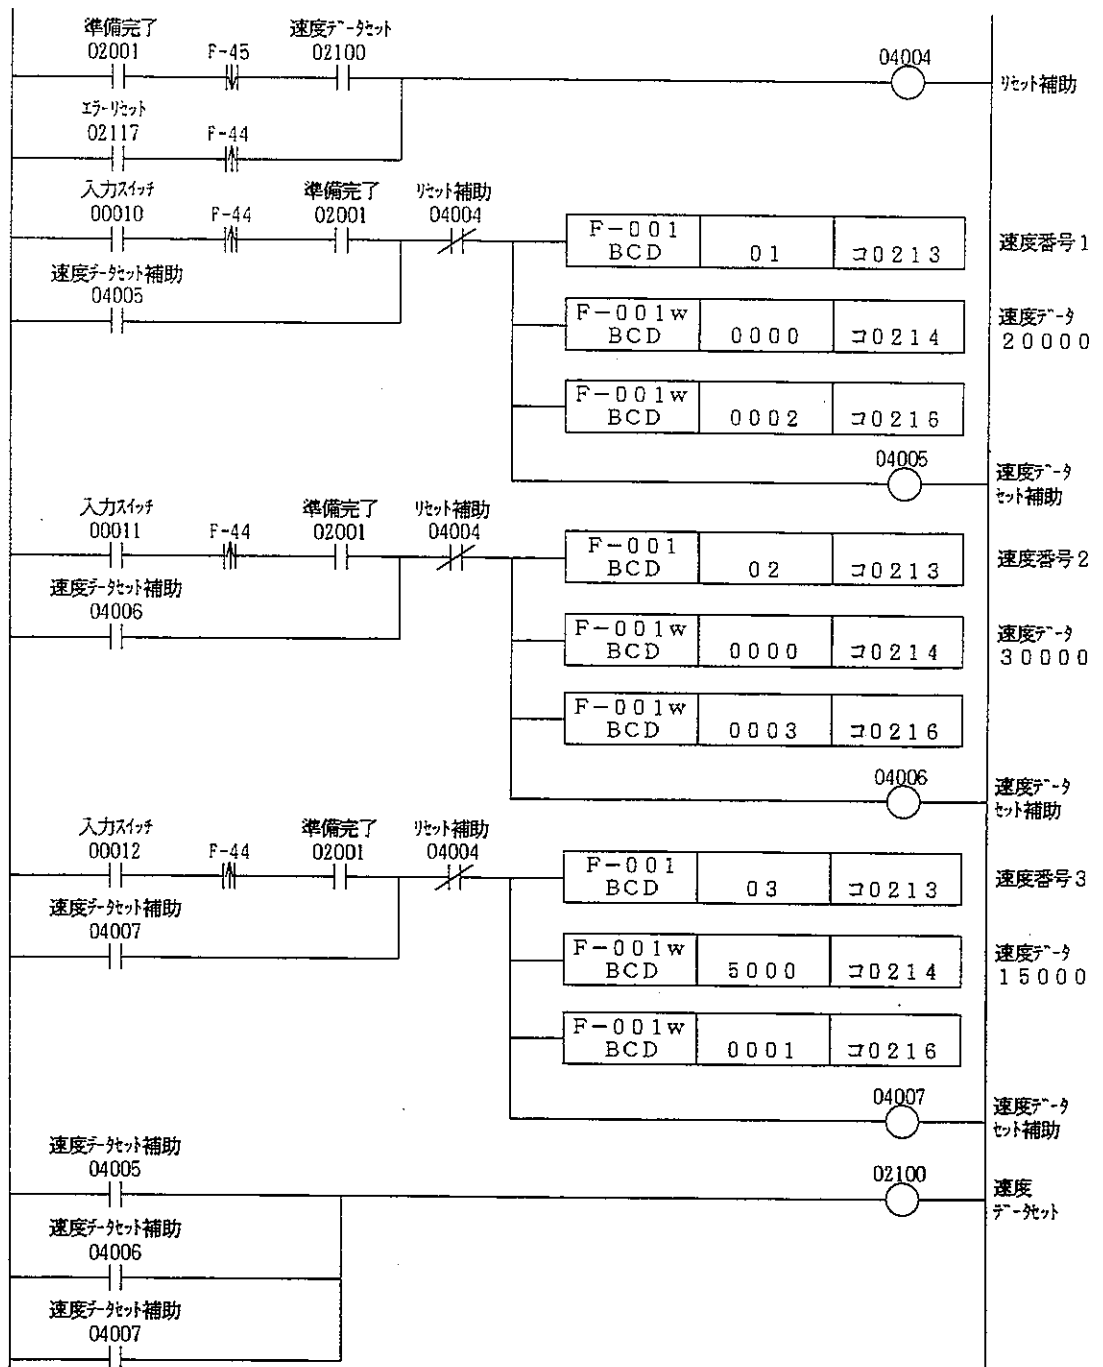 準備完了 速度ﾃﾞｰﾀｾｯﾄ
02001 F-45 02100 04004
ﾘｾｯﾄ補助
ｴﾗｰﾘｾｯﾄ
02117 F-44
入力ｽｲｯﾁ 準備完了 ﾘｾｯﾄ補助
00010 F-44 02001 04004
F-001
BCD 01 コ0213
速度番号1
速度ﾃﾞｰﾀｾｯﾄ補助
04005
F-001w
BCD 0000 コ0214
速度ﾃﾞｰﾀ
20000
F-001w
BCD 0002 コ0216
04005
速度ﾃﾞｰﾀ
ｾｯﾄ補助
入力ｽｲｯﾁ 準備完了 ﾘｾｯﾄ補助
00011 F-44 02001 04004
F-001
BCD 02 コ0213
速度番号2
速度ﾃﾞｰﾀｾｯﾄ補助
04006
F-001w
BCD 0000 コ0214
速度ﾃﾞｰﾀ
30000
F-001w
BCD 0003 コ0216
04006
速度ﾃﾞｰﾀ
ｾｯﾄ補助
入力ｽｲｯﾁ 準備完了 ﾘｾｯﾄ補助
00012 F-44 02001 04004
F-001
BCD 03 コ0213
速度番号3
速度ﾃﾞｰﾀｾｯﾄ補助
04007
F-001w
BCD 5000 コ0214
速度ﾃﾞｰﾀ
15000
F-001w
BCD 0001 コ0216
04007
速度ﾃﾞｰﾀ
ｾｯﾄ補助
速度ﾃﾞｰﾀｾｯﾄ補助
04005 02100
速度
ﾃﾞｰﾀｾｯﾄ
速度ﾃﾞｰﾀｾｯﾄ補助
04006
速度ﾃﾞｰﾀｾｯﾄ補助
04007